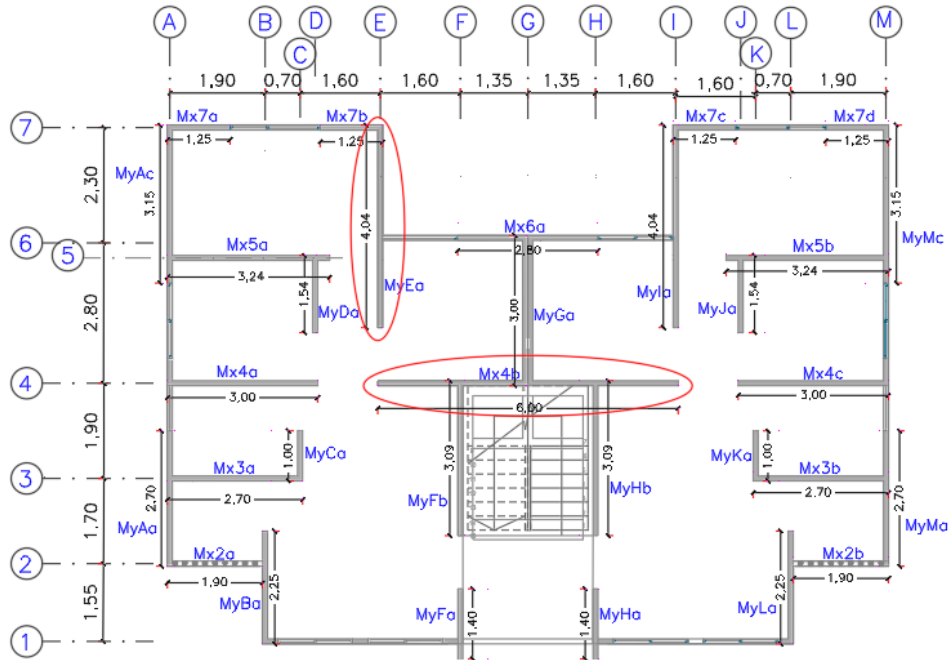 A B D E F G H I J L M
C K
1,90 0,70 1,60 1,60 1,35 1,35 1,60 1,60 0,70 1,90
7 Mx7a Mx7b Mx7c Mx7d
1,25 1.25 1,25 1,25
MyAc 3.15 2,30 4,04 4,04 3,15 MyMc
6 Mx6a
5 Mx5a 2,80 Mx5b
3,24 3,24
2,80 1,54 MyDa MyEa 3,00 MyGa MyIa MyJa 1,54
4 Mx4a Mx4b Mx4c
3,00 6,00 3,00
1,90 1,00 MyCa 3,09 3,09 MyKa 1,00
3 Mx3a MyFb MyHb Mx3b
2,70 2.70
1,70 2,70 MyAa 2,70 MyMa
2 Mx2a Mx2b
1,90 1,90
1,55 MyBa 2,25 MyFa 1.40 1.40 MyHa MyLa 2,25
1